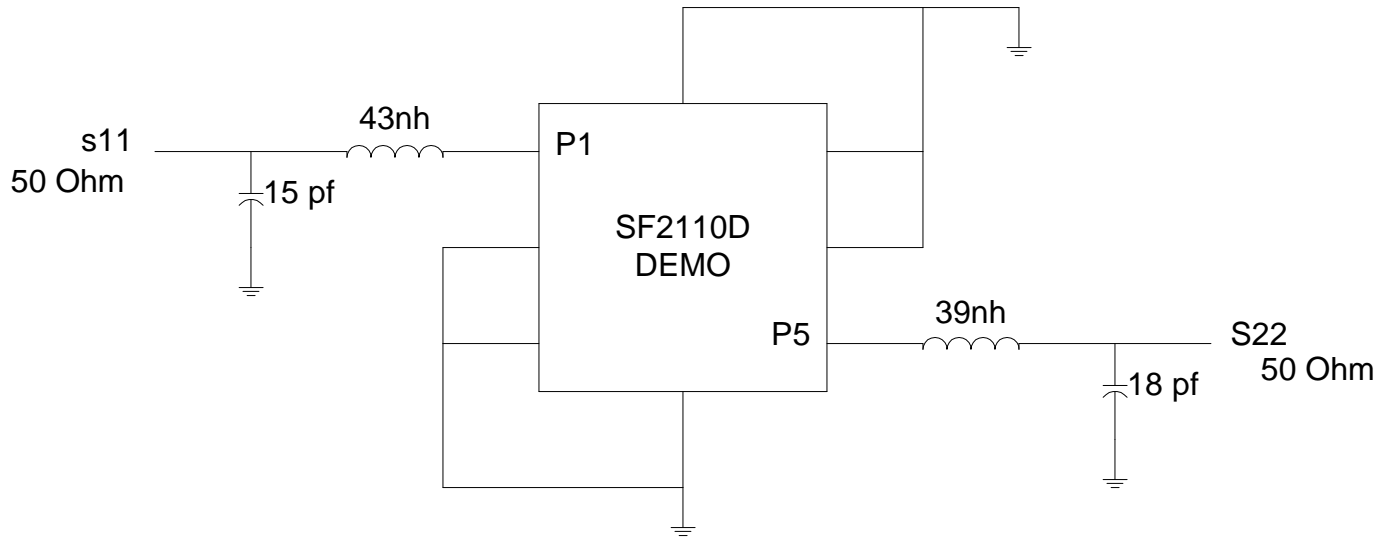 43nh
s11
P1
50 Ohm
15 pf
SF2110D
DEMO
39nh
P5
S22
50 Ohm
18 pf